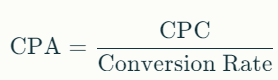 CPA = CPC / Conversion Rate